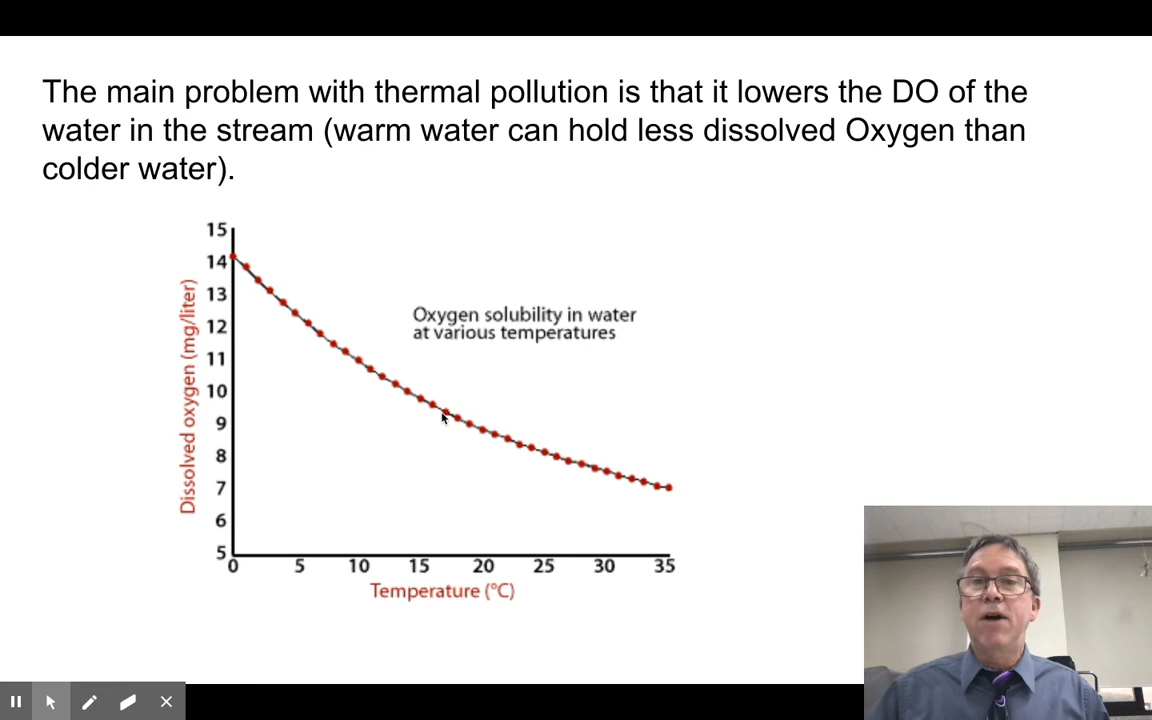 The main problem with thermal pollution is that it lowers the DO of the
water in the stream (warm water can hold less dissolved Oxygen than
colder water).
15
14
13
12
11
10
9
8
7
6
5
Dissolved oxygen (mg/liter)
Oxygen solubility in water
at various temperatures
0 5 10 15 20 25 30 35
Temperature (°C)